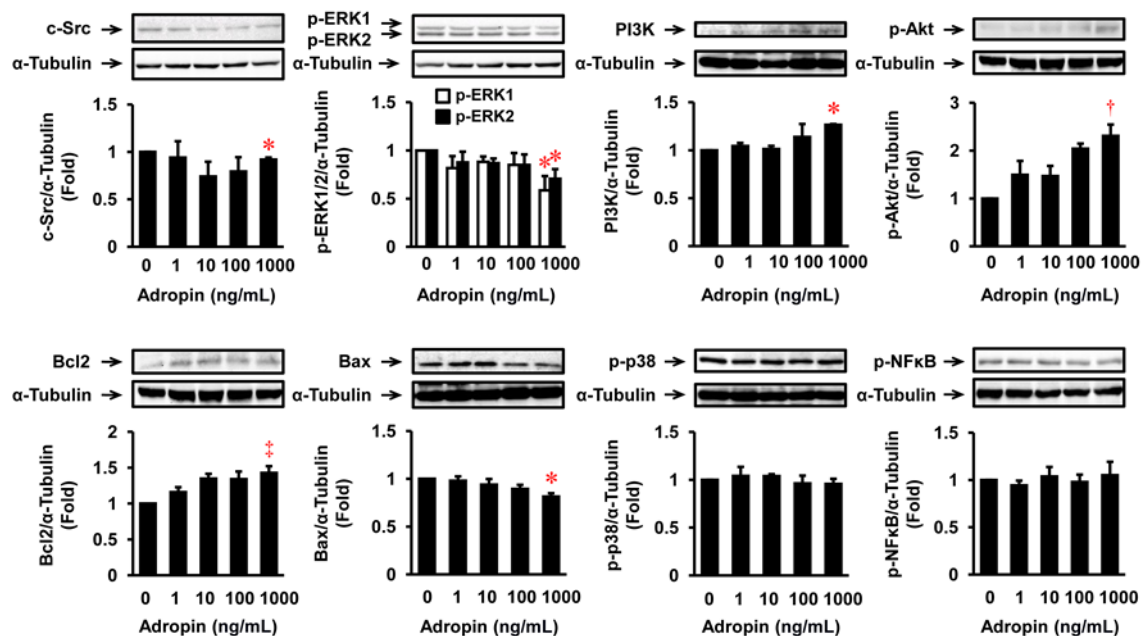 c-Src
α-Tubulin
c-Src/α-Tubulin
(Fold)
1.5
1
0.5
0
*
0 1 10 100 1000
Adropin (ng/mL)
p-ERK1
p-ERK2
α-Tubulin
p-ERK1/2/α-Tubulin
(Fold)
1.5
1
0.5
0
p-ERK1
p-ERK2
* *
0 1 10 100 1000
Adropin (ng/mL)
PI3K
α-Tubulin
PI3K/α-Tubulin
(Fold)
1.5
1
0.5
0
*
0 1 10 100 1000
Adropin (ng/mL)
p-Akt
α-Tubulin
p-Akt/α-Tubulin
(Fold)
3
2
1
0
†
0 1 10 100 1000
Adropin (ng/mL)
Bcl2
α-Tubulin
Bcl2/α-Tubulin
(Fold)
2
1.5
1
0.5
0
‡
0 1 10 100 1000
Adropin (ng/mL)
Bax
α-Tubulin
Bax/α-Tubulin
(Fold)
1.5
1
0.5
0
*
0 1 10 100 1000
Adropin (ng/mL)
p-p38
α-Tubulin
p-p38/α-Tubulin
(Fold)
1.5
1
0.5
0
0 1 10 100 1000
Adropin (ng/mL)
p-NFκB
α-Tubulin
p-NFκB/α-Tubulin
(Fold)
1.5
1
0.5
0
0 1 10 100 1000
Adropin (ng/mL)